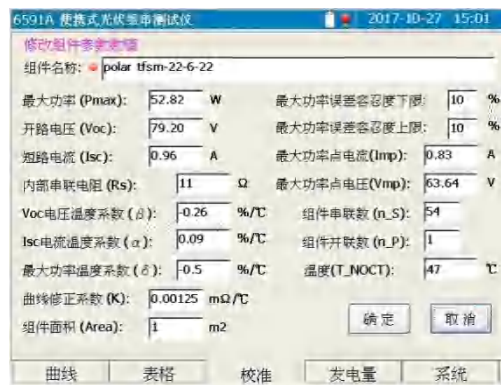 6591A 便携式光伏组串测试仪 2017-10-27 15:01
修改组件参数表格
组件名称: polar tfsm-22-6-22
最大功率 (Pmax): 52.82 W 最大功率误差容忍度下限: 10 %
开路电压 (Voc): 79.20 V 最大功率误差容忍度上限: 10 %
短路电流 (Isc): 0.96 A 最大功率点电流(Imp): 0.83 A
内部串联电阻 (Rs): 11 Ω 最大功率点电压(Vmp): 63.64 V
Voc电压温度系数 (β): -0.26 %/℃ 组件串联数 (n_S): 54
Isc电流温度系数 (α): 0.09 %/℃ 组件并联数 (n_P): 1
最大功率温度系数 (δ): -0.5 %/℃ 温度(T_NOCT): 47 ℃
曲线修正系数 (K): 0.00125 mΩ/℃
组件面积 (Area): 1 m2
确定 取消
曲线 表格 校准 发电量 系统